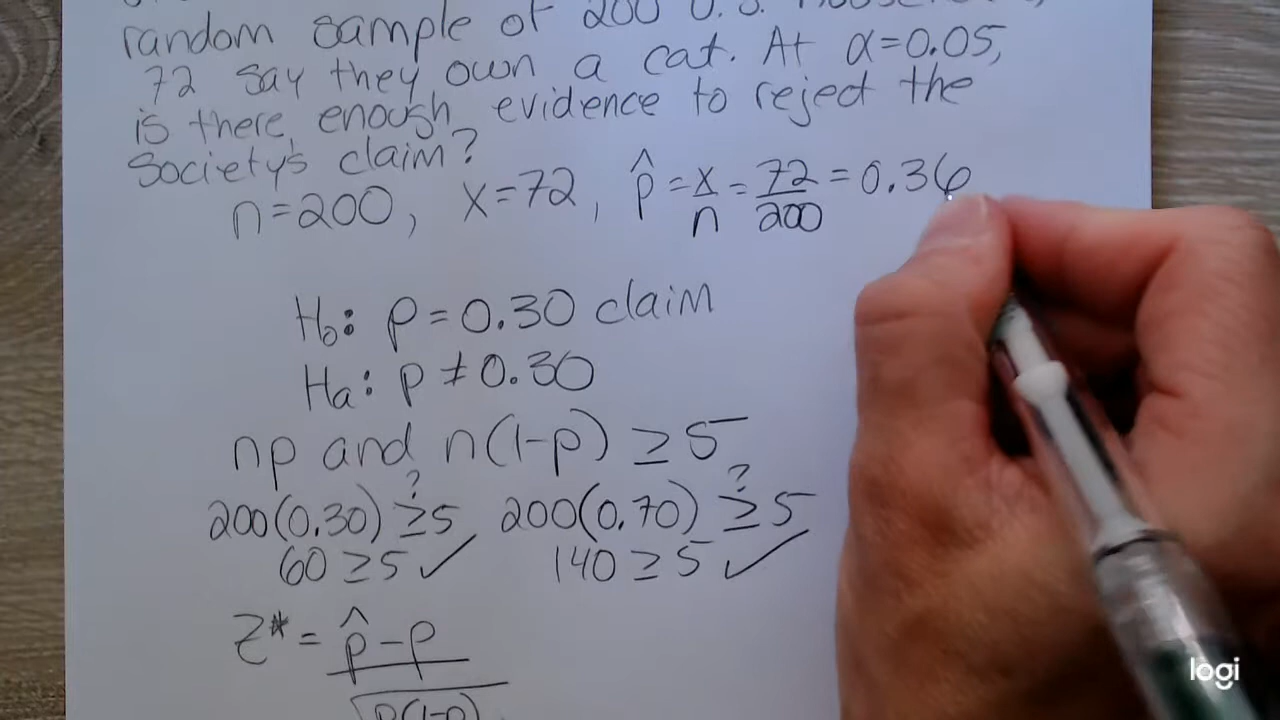 random sample of 200 U.S.
72 say they own a cat. At α=0.05,
is there enough evidence to reject the
Society's claim?
n=200, x=72, p̂ = x/n = 72/200 = 0.36
H₀: p = 0.30 claim
Ha: p ≠ 0.30
np and n(1-p) ≥ 5
200(0.30) ≥? 5 200(0.70) ≥? 5
60 ≥ 5 ✓ 140 ≥ 5 ✓
Z* = p̂ - p
√p(1-p)
logi